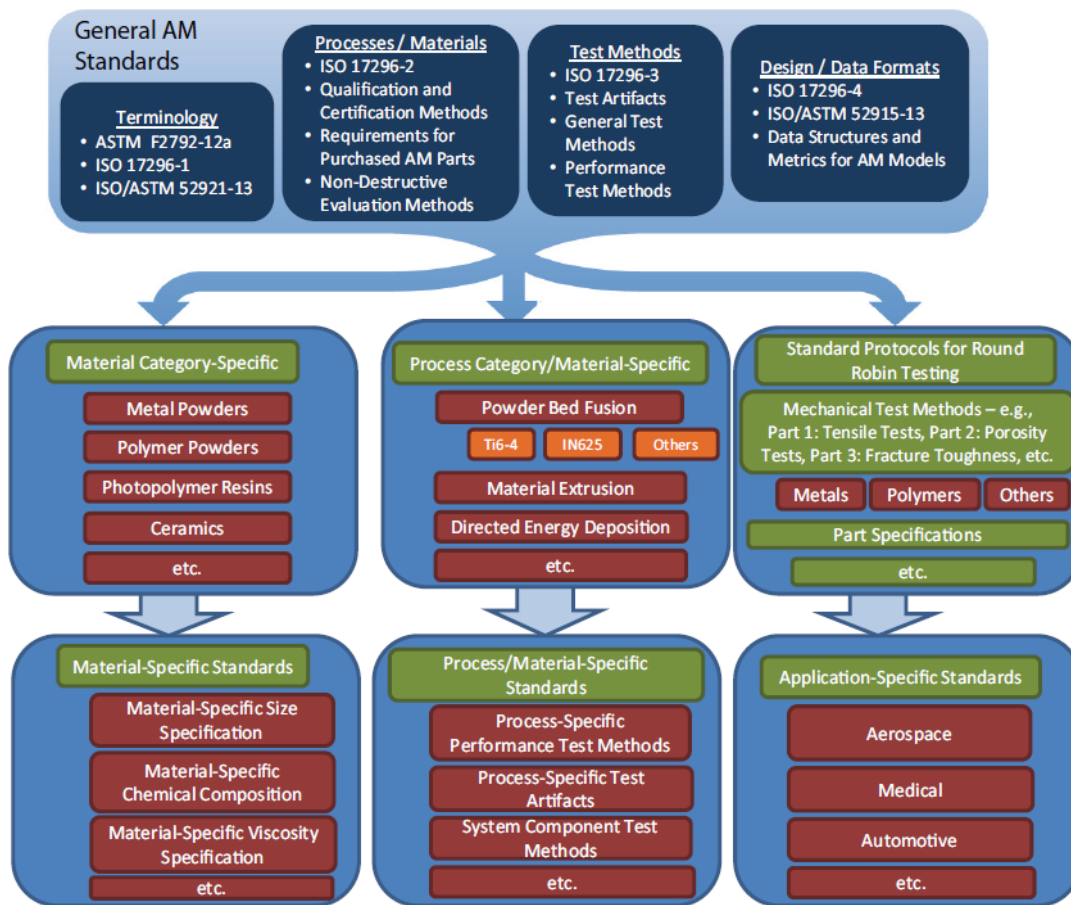 General AM
Standards
Terminology
• ASTM F2792-12a
• ISO 17296-1
• ISO/ASTM 52921-13
Processes / Materials
• ISO 17296-2
• Qualification and
Certification Methods
• Requirements for
Purchased AM Parts
• Non-Destructive
Evaluation Methods
Test Methods
• ISO 17296-3
• Test Artifacts
• General Test
Methods
• Performance
Test Methods
Design / Data Formats
• ISO 17296-4
• ISO/ASTM 52915-13
• Data Structures and
Metrics for AM Models
Material Category-Specific
Metal Powders
Polymer Powders
Photopolymer Resins
Ceramics
etc.
Process Category/Material-Specific
Powder Bed Fusion
Ti6-4
IN625
Others
Material Extrusion
Directed Energy Deposition
etc.
Standard Protocols for Round
Robin Testing
Mechanical Test Methods – e.g.,
Part 1: Tensile Tests, Part 2: Porosity
Tests, Part 3: Fracture Toughness, etc.
Metals
Polymers
Others
Part Specifications
etc.
Material-Specific Standards
Material-Specific Size
Specification
Material-Specific
Chemical Composition
Material-Specific Viscosity
Specification
etc.
Process/Material-Specific
Standards
Process-Specific
Performance Test Methods
Process-Specific Test
Artifacts
System Component Test
Methods
etc.
Application-Specific Standards
Aerospace
Medical
Automotive
etc.